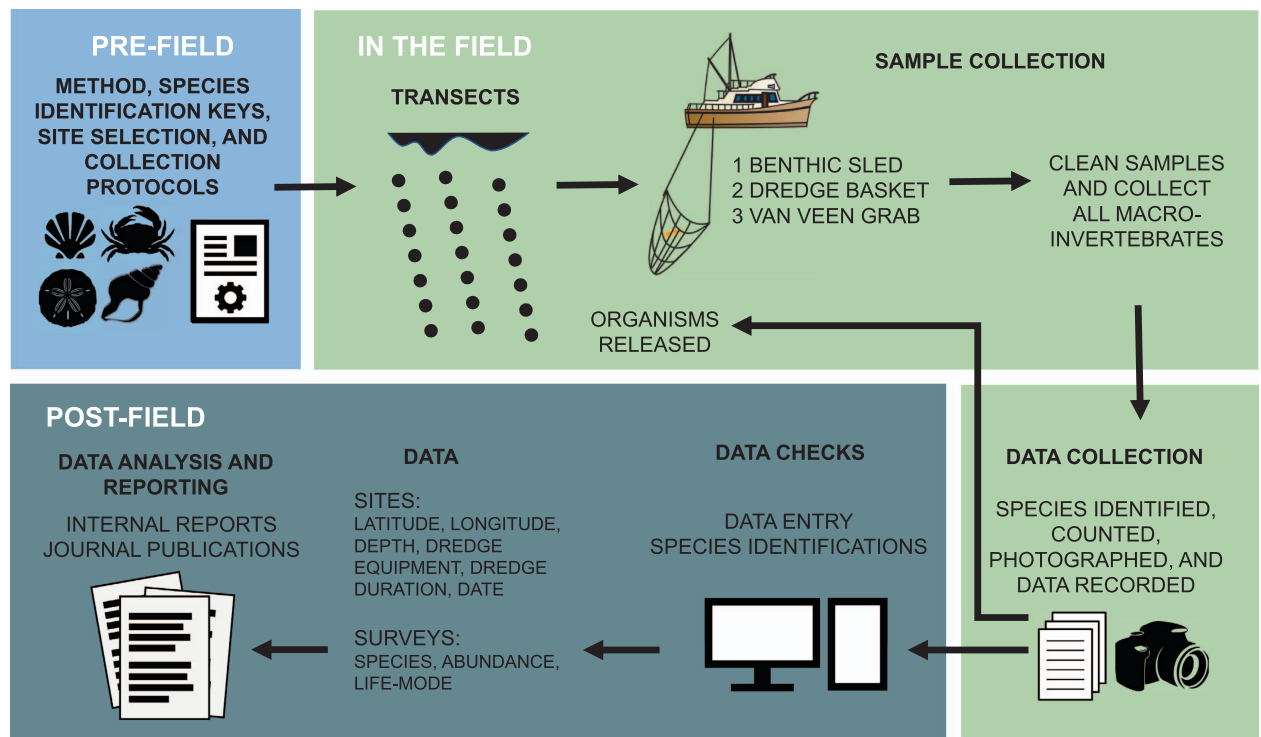 PRE-FIELD
METHOD, SPECIES
IDENTIFICATION KEYS,
SITE SELECTION, AND
COLLECTION
PROTOCOLS
IN THE FIELD
TRANSECTS
SAMPLE COLLECTION
1 BENTHIC SLED
2 DREDGE BASKET
3 VAN VEEN GRAB
CLEAN SAMPLES
AND COLLECT
ALL MACRO-
INVERTEBRATES
ORGANISMS
RELEASED
DATA COLLECTION
SPECIES IDENTIFIED,
COUNTED,
PHOTOGRAPHED, AND
DATA RECORDED
POST-FIELD
DATA ANALYSIS AND
REPORTING
INTERNAL REPORTS
JOURNAL PUBLICATIONS
DATA
SITES:
LATITUDE, LONGITUDE,
DEPTH, DREDGE
EQUIPMENT, DREDGE
DURATION, DATE
SURVEYS:
SPECIES, ABUNDANCE,
LIFE-MODE
DATA CHECKS
DATA ENTRY
SPECIES IDENTIFICATIONS